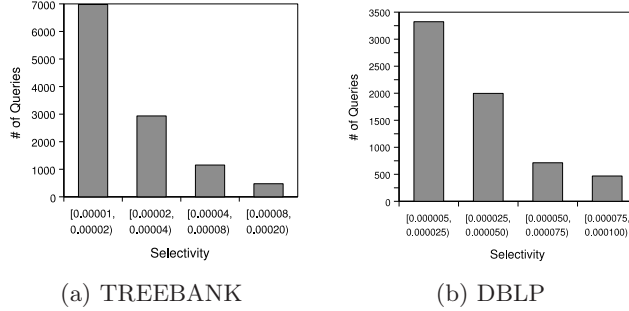 7000
6000
5000
4000
3000
2000
1000
0
# of Queries
[0.00001, 0.00002) [0.00002, 0.00004) [0.00004, 0.00008) [0.00008, 0.00020)
Selectivity
(a) TREEBANK
3500
3000
2500
2000
1500
1000
500
0
# of Queries
[0.000005, 0.000025) [0.000025, 0.000050) [0.000050, 0.000075) [0.000075, 0.000100)
Selectivity
(b) DBLP